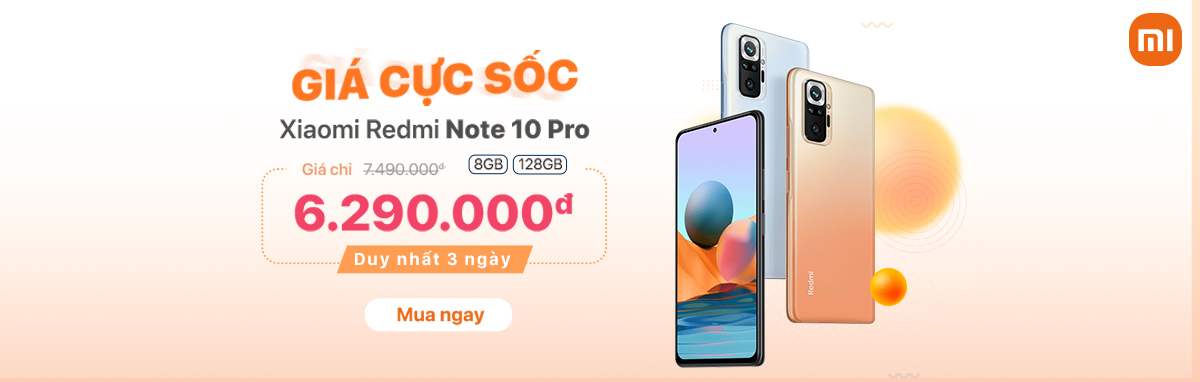 GIÁ CỰC SỐC
Xiaomi Redmi Note 10 Pro
Giá chỉ 7.490.000đ 8GB 128GB
6.290.000đ
Duy nhất 3 ngày
Mua ngay
mi
Redmi